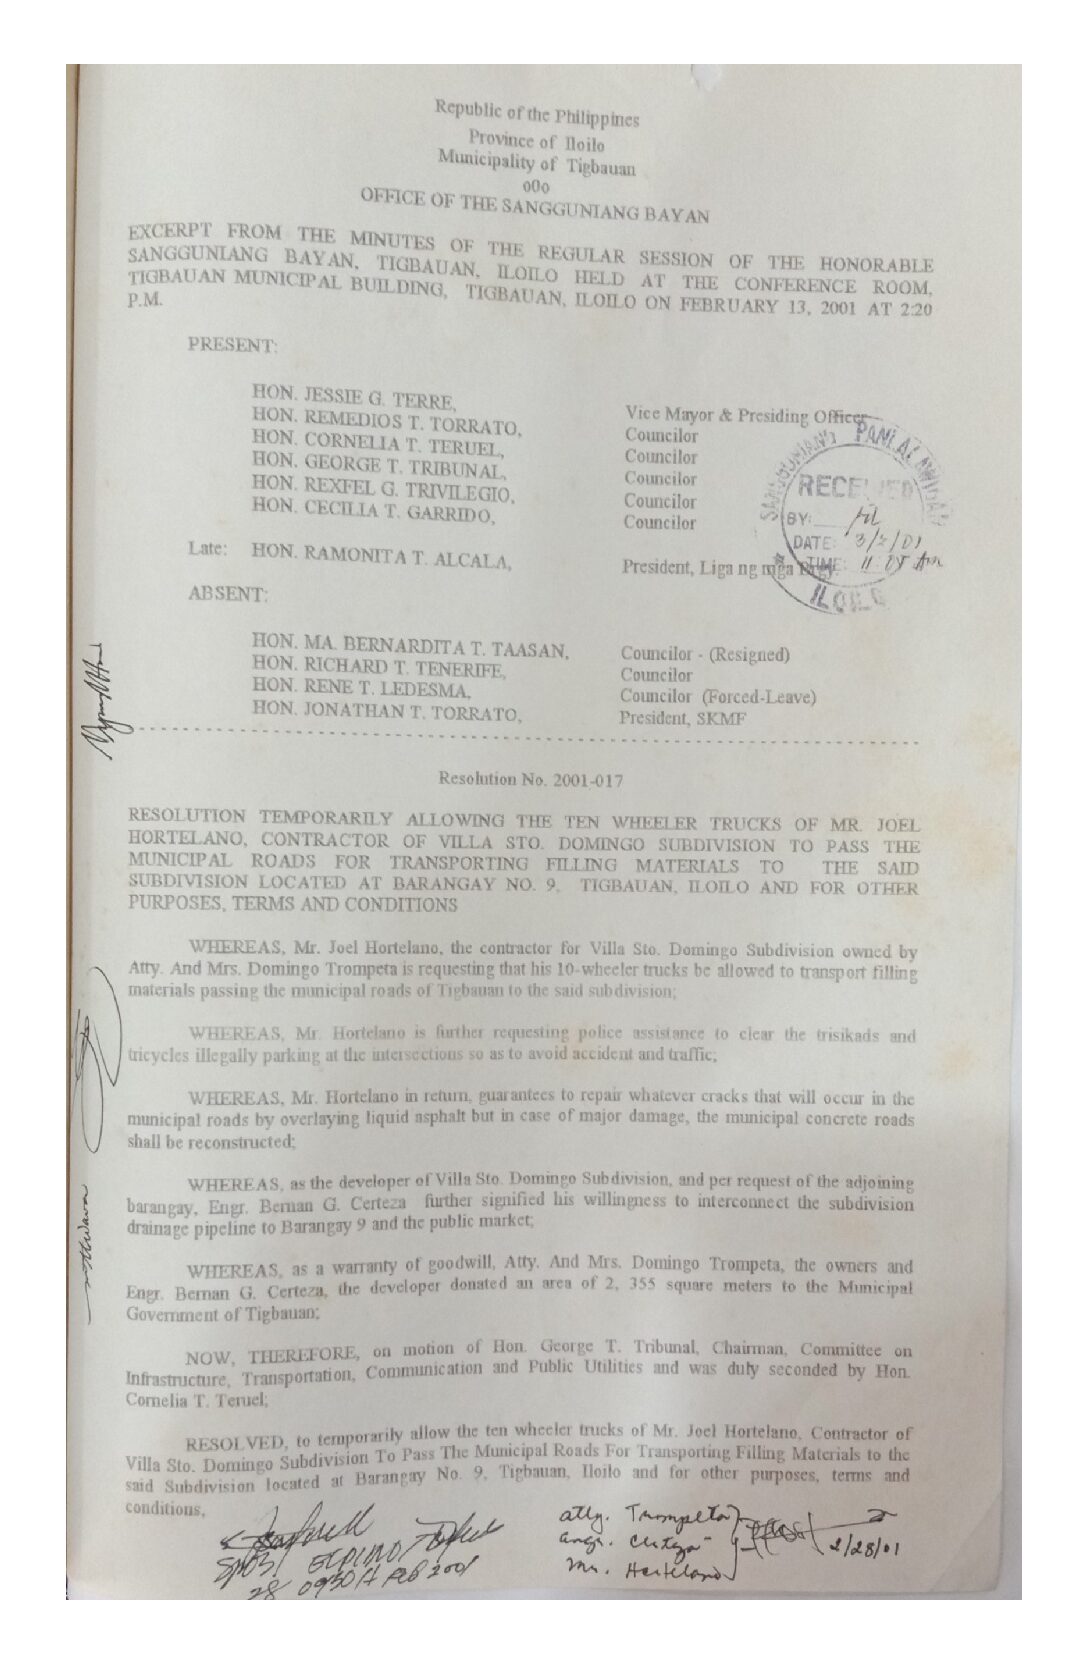 Republic of the Philippines
Province of Iloilo
Municipality of Tigbauan
o0o
OFFICE OF THE SANGGUNIANG BAYAN
EXCERPT FROM THE MINUTES OF THE REGULAR SESSION OF THE HONORABLE
SANGGUNIANG BAYAN, TIGBAUAN, ILOILO HELD AT THE CONFERENCE ROOM,
TIGBAUAN MUNICIPAL BUILDING, TIGBAUAN, ILOILO ON FEBRUARY 13, 2001 AT 2:20
P.M.
PRESENT:
HON. JESSIE G. TERRE, Vice Mayor & Presiding Officer
HON. REMEDIOS T. TORRATO, Councilor
HON. CORNELIA T. TERUEL, Councilor
HON. GEORGE T. TRIBUNAL, Councilor
HON. REXFEL G. TRIVILEGIO, Councilor
HON. CECILIA T. GARRIDO, Councilor
Late: HON. RAMONITA T. ALCALA, President, Liga ng mga Brgy.
SANGGUNIANG PANLALAWIGAN
RECEIVED
BY:
DATE: 3/2/01
TIME: 11:05 Am
ILOILO
ABSENT:
HON. MA. BERNARDITA T. TAASAN, Councilor - (Resigned)
HON. RICHARD T. TENERIFE, Councilor
HON. RENE T. LEDESMA, Councilor (Forced-Leave)
HON. JONATHAN T. TORRATO, President, SKMF
Resolution No. 2001-017
RESOLUTION TEMPORARILY ALLOWING THE TEN WHEELER TRUCKS OF MR. JOEL
HORTELANO, CONTRACTOR OF VILLA STO. DOMINGO SUBDIVISION TO PASS THE
MUNICIPAL ROADS FOR TRANSPORTING FILLING MATERIALS TO THE SAID
SUBDIVISION LOCATED AT BARANGAY NO. 9, TIGBAUAN, ILOILO AND FOR OTHER
PURPOSES, TERMS AND CONDITIONS
WHEREAS, Mr. Joel Hortelano, the contractor for Villa Sto. Domingo Subdivision owned by
Atty. And Mrs. Domingo Trompeta is requesting that his 10-wheeler trucks be allowed to transport filling
materials passing the municipal roads of Tigbauan to the said subdivision;
WHEREAS, Mr. Hortelano is further requesting police assistance to clear the trisikads and
tricycles illegally parking at the intersections so as to avoid accident and traffic;
WHEREAS, Mr. Hortelano in return, guarantees to repair whatever cracks that will occur in the
municipal roads by overlaying liquid asphalt but in case of major damage, the municipal concrete roads
shall be reconstructed;
WHEREAS, as the developer of Villa Sto. Domingo Subdivision, and per request of the adjoining
barangay, Engr. Bernan G. Certeza further signified his willingness to interconnect the subdivision
drainage pipeline to Barangay 9 and the public market;
WHEREAS, as a warranty of goodwill, Atty. And Mrs. Domingo Trompeta, the owners and
Engr. Bernan G. Certeza, the developer donated an area of 2, 355 square meters to the Municipal
Government of Tigbauan;
NOW, THEREFORE, on motion of Hon. George T. Tribunal, Chairman, Committee on
Infrastructure, Transportation, Communication and Public Utilities and was duly seconded by Hon.
Cornelia T. Teruel;
RESOLVED, to temporarily allow the ten wheeler trucks of Mr. Joel Hortelano, Contractor of
Villa Sto. Domingo Subdivision To Pass The Municipal Roads For Transporting Filling Materials to the
said Subdivision located at Barangay No. 9, Tigbauan, Iloilo and for other purposes, terms and
conditions,
SPO3 ESPINO
28 0930H FEB 2001
atty. Trompeta
engr. Certeza
Mr. Hortelano
2/28/01